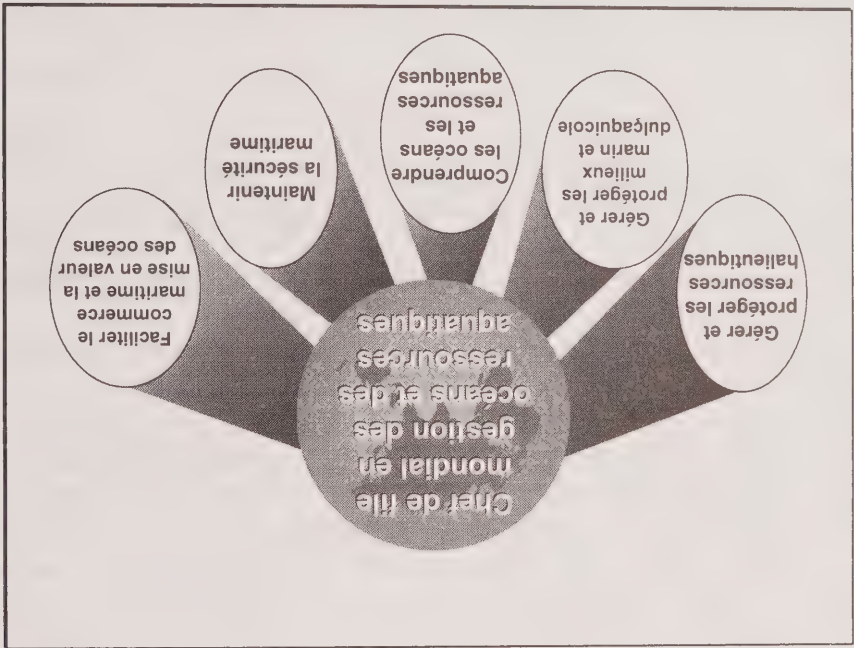 Chef de file
mondial en
gestion des
océans et des
ressources
aquatiques
Gérer et
protéger les
ressources
halieutiques
Gérer et
protéger les
milieux
marin et
dulçaquicole
Comprendre
les océans
et les
ressources
aquatiques
Maintenir
la sécurité
maritime
Faciliter le
commerce
maritime et la
mise en valeur
des océans